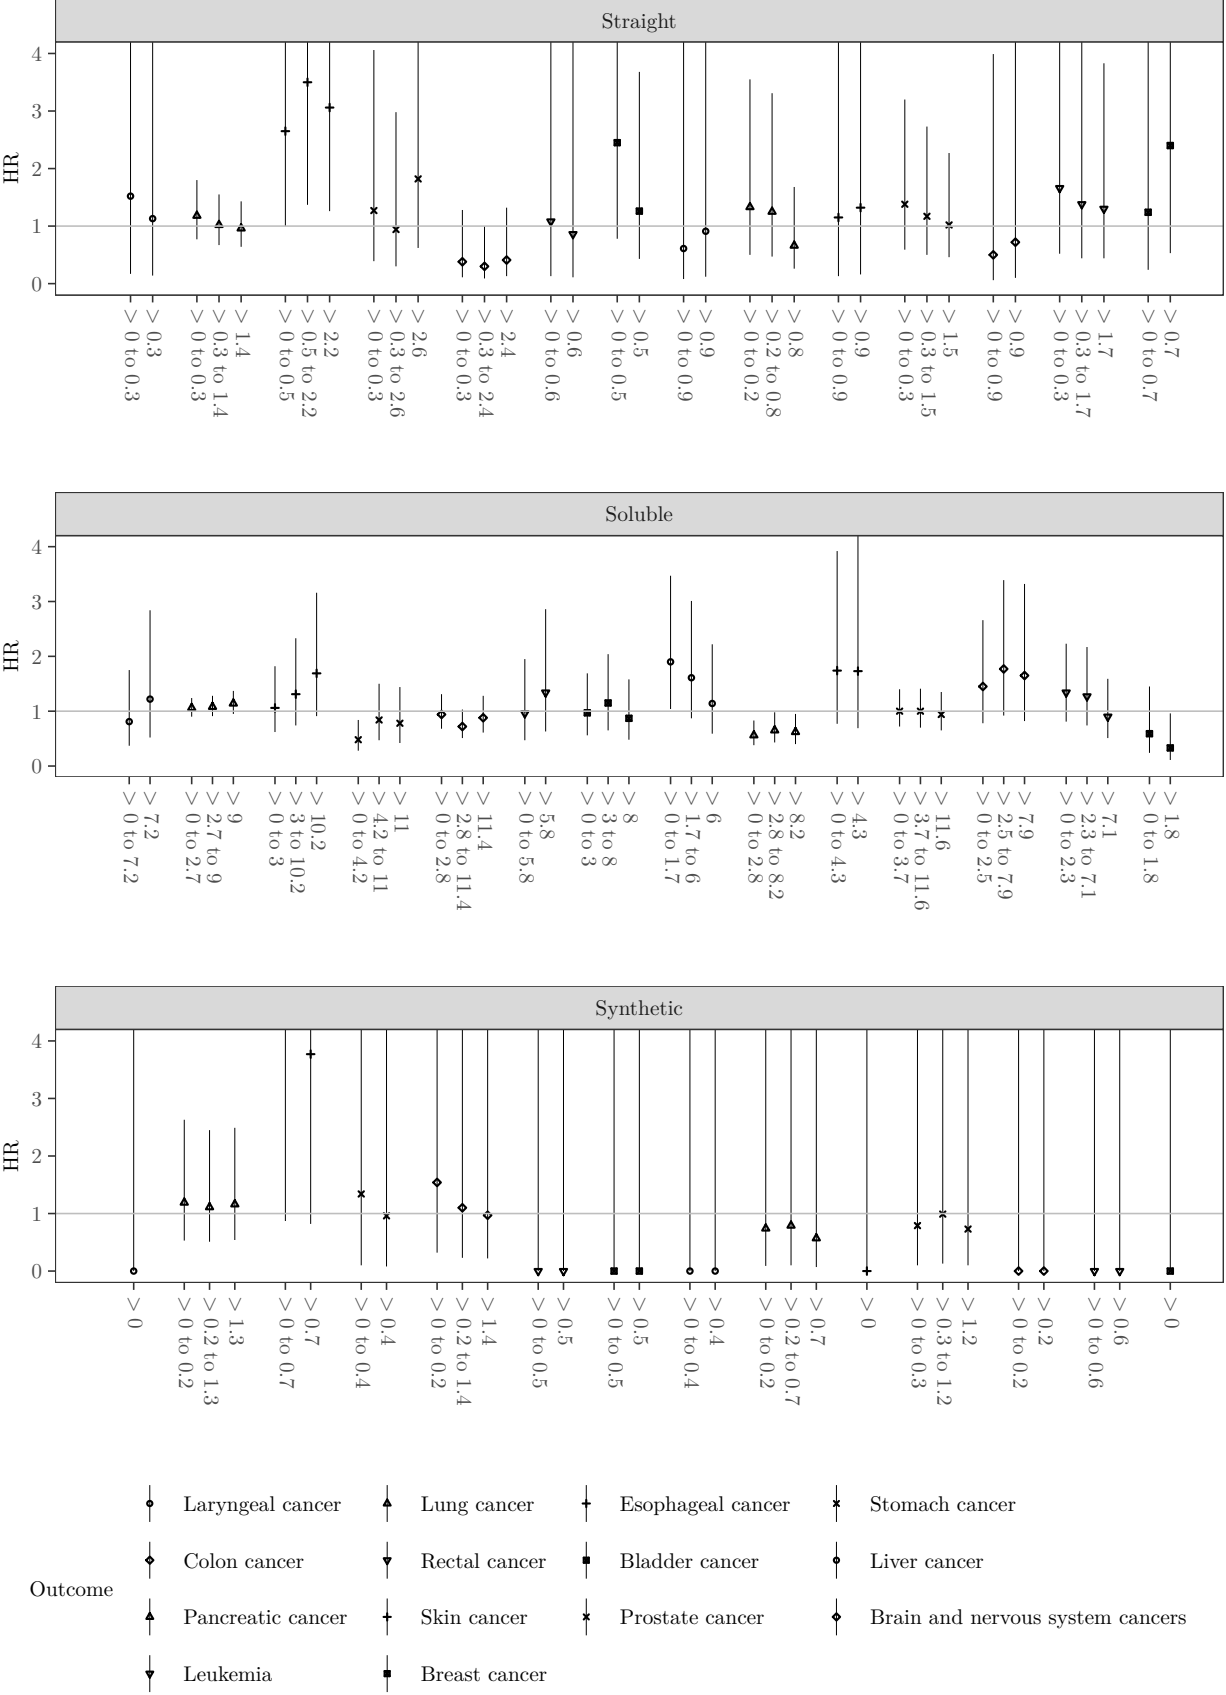 Straight
HR
4
3
2
1
0
> 0 to 0.3
> 0.3
> 0 to 0.3
> 0.3 to 1.4
> 1.4
> 0 to 0.5
> 0.5 to 2.2
> 2.2
> 0 to 0.3
> 0.3 to 2.6
> 2.6
> 0 to 0.3
> 0.3 to 2.4
> 2.4
> 0 to 0.6
> 0.6
> 0 to 0.5
> 0.5
> 0 to 0.9
> 0.9
> 0 to 0.2
> 0.2 to 0.8
> 0.8
> 0 to 0.9
> 0.9
> 0 to 0.3
> 0.3 to 1.5
> 1.5
> 0 to 0.9
> 0.9
> 0 to 0.3
> 0.3 to 1.7
> 1.7
> 0 to 0.7
> 0.7
Soluble
HR
4
3
2
1
0
> 0 to 7.2
> 7.2
> 0 to 2.7
> 2.7 to 9
> 9
> 0 to 3
> 3 to 10.2
> 10.2
> 0 to 4.2
> 4.2 to 11
> 11
> 0 to 2.8
> 2.8 to 11.4
> 11.4
> 0 to 5.8
> 5.8
> 0 to 3
> 3 to 8
> 8
> 0 to 1.7
> 1.7 to 6
> 6
> 0 to 2.8
> 2.8 to 8.2
> 8.2
> 0 to 4.3
> 4.3
> 0 to 3.7
> 3.7 to 11.6
> 11.6
> 0 to 2.5
> 2.5 to 7.9
> 7.9
> 0 to 2.3
> 2.3 to 7.1
> 7.1
> 0 to 1.8
> 1.8
Synthetic
HR
4
3
2
1
0
> 0
> 0 to 0.2
> 0.2 to 1.3
> 1.3
> 0 to 0.7
> 0.7
> 0 to 0.4
> 0.4
> 0 to 0.2
> 0.2 to 1.4
> 1.4
> 0 to 0.5
> 0.5
> 0 to 0.5
> 0.5
> 0 to 0.4
> 0.4
> 0 to 0.2
> 0.2 to 0.7
> 0.7
> 0
> 0 to 0.3
> 0.3 to 1.2
> 1.2
> 0 to 0.2
> 0.2
> 0 to 0.6
> 0.6
> 0
Outcome
Laryngeal cancer Lung cancer Esophageal cancer Stomach cancer
Colon cancer Rectal cancer Bladder cancer Liver cancer
Pancreatic cancer Skin cancer Prostate cancer Brain and nervous system cancers
Leukemia Breast cancer